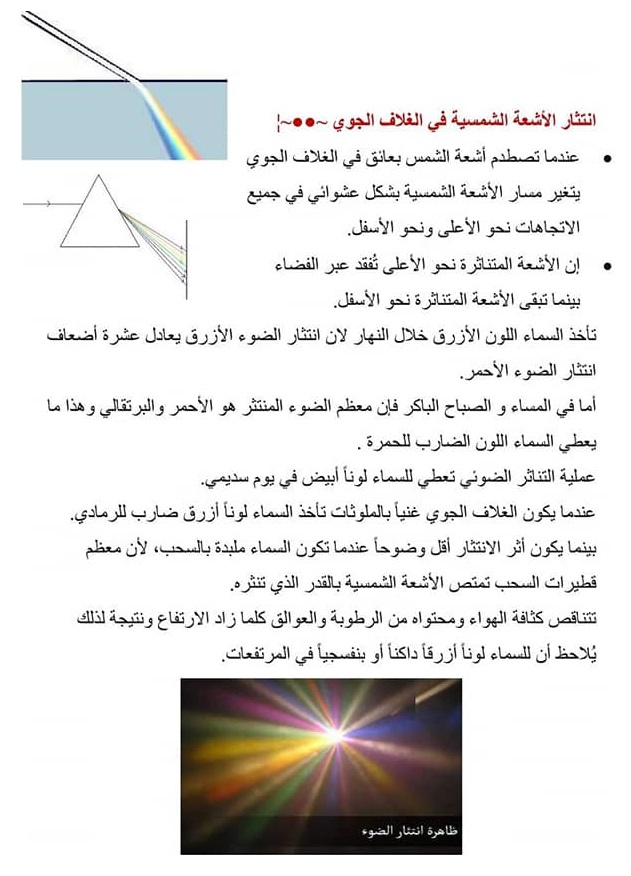 انتثار الأشعة الشمسية في الغلاف الجوي ~●●~¦
● عندما تصطدم أشعة الشمس بعائق في الغلاف الجوي
يتغير مسار الأشعة الشمسية بشكل عشوائي في جميع
الاتجاهات نحو الأعلى ونحو الأسفل.
● إن الأشعة المتناثرة نحو الأعلى تُفقد عبر الفضاء
بينما تبقى الأشعة المتناثرة نحو الأسفل.
تأخذ السماء اللون الأزرق خلال النهار لان انتثار الضوء الأزرق يعادل عشرة أضعاف
انتثار الضوء الأحمر.
أما في المساء و الصباح الباكر فإن معظم الضوء المنتثر هو الأحمر والبرتقالي وهذا ما
يعطي السماء اللون الضارب للحمرة .
عملية التناثر الضوئي تعطي للسماء لوناً أبيض في يوم سديمي.
عندما يكون الغلاف الجوي غنياً بالملوثات تأخذ السماء لوناً أزرق ضارب للرمادي.
بينما يكون أثر الانتثار أقل وضوحاً عندما تكون السماء ملبدة بالسحب، لأن معظم
قطيرات السحب تمتص الأشعة الشمسية بالقدر الذي تنثره.
تتناقص كثافة الهواء ومحتواه من الرطوبة والعوالق كلما زاد الارتفاع ونتيجة لذلك
يُلاحظ أن للسماء لوناً أزرقاً داكناً أو بنفسجياً في المرتفعات.
ظاهرة انتثار الضوء